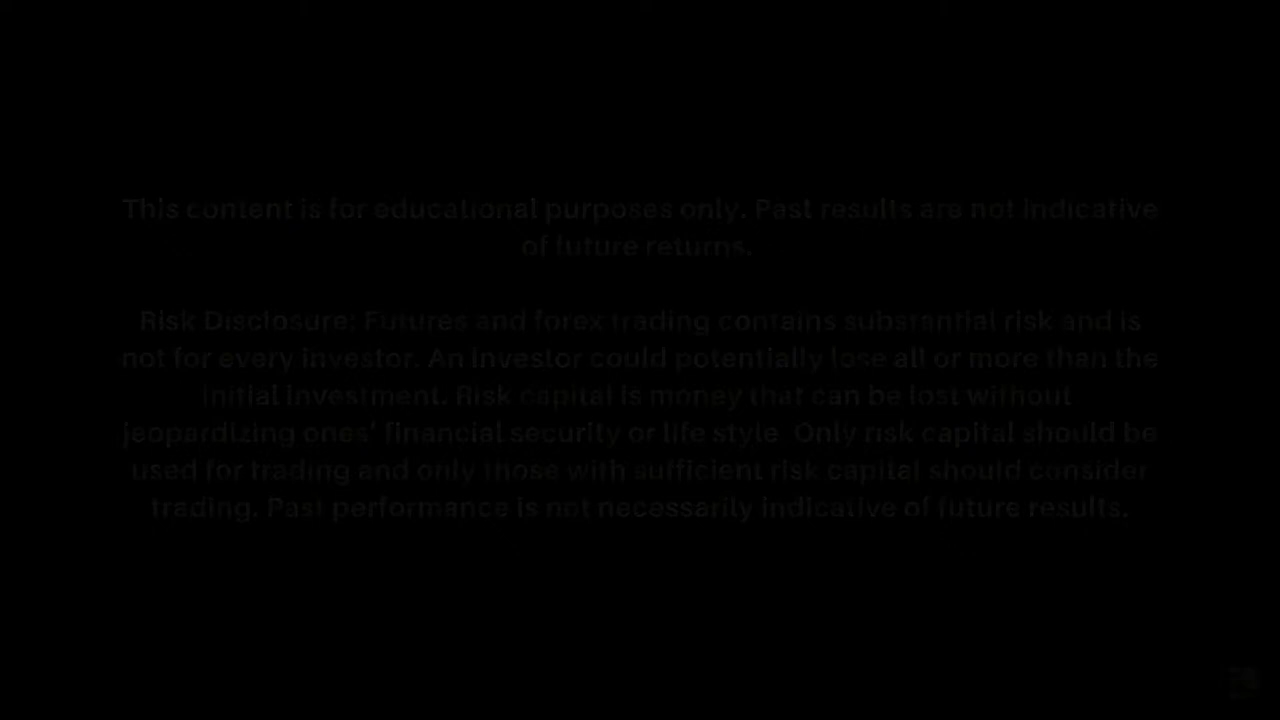 This content is for educational purposes only. Past results are not indicative
of future returns.
Risk Disclosure: Futures and forex trading contains substantial risk and is
not for every investor. An investor could potentially lose all or more than the
initial investment. Risk capital is money that can be lost without
jeopardizing ones' financial security or life style. Only risk capital should be
used for trading and only those with sufficient risk capital should consider
trading. Past performance is not necessarily indicative of future results.